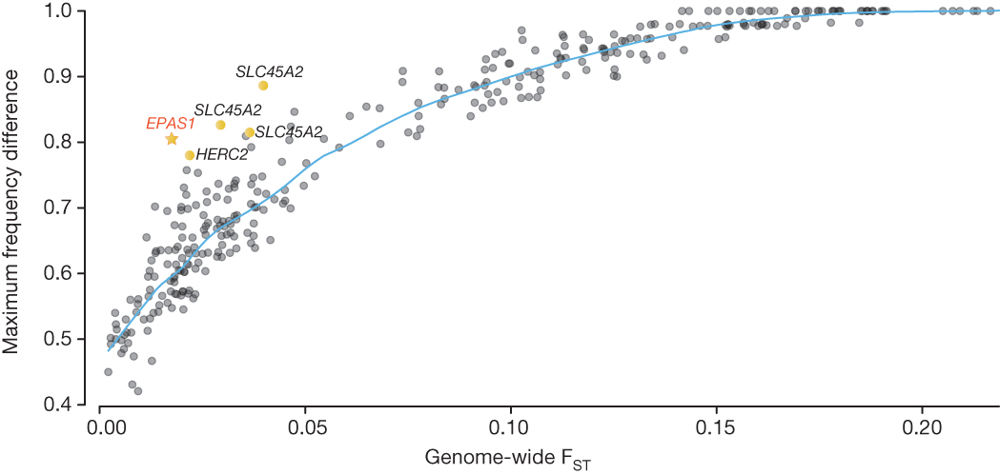 Maximum frequency difference
1.0
0.9
0.8
0.7
0.6
0.5
0.4
SLC45A2
SLC45A2
EPAS1
SLC45A2
HERC2
0.00
0.05
0.10
0.15
0.20
Genome-wide FST